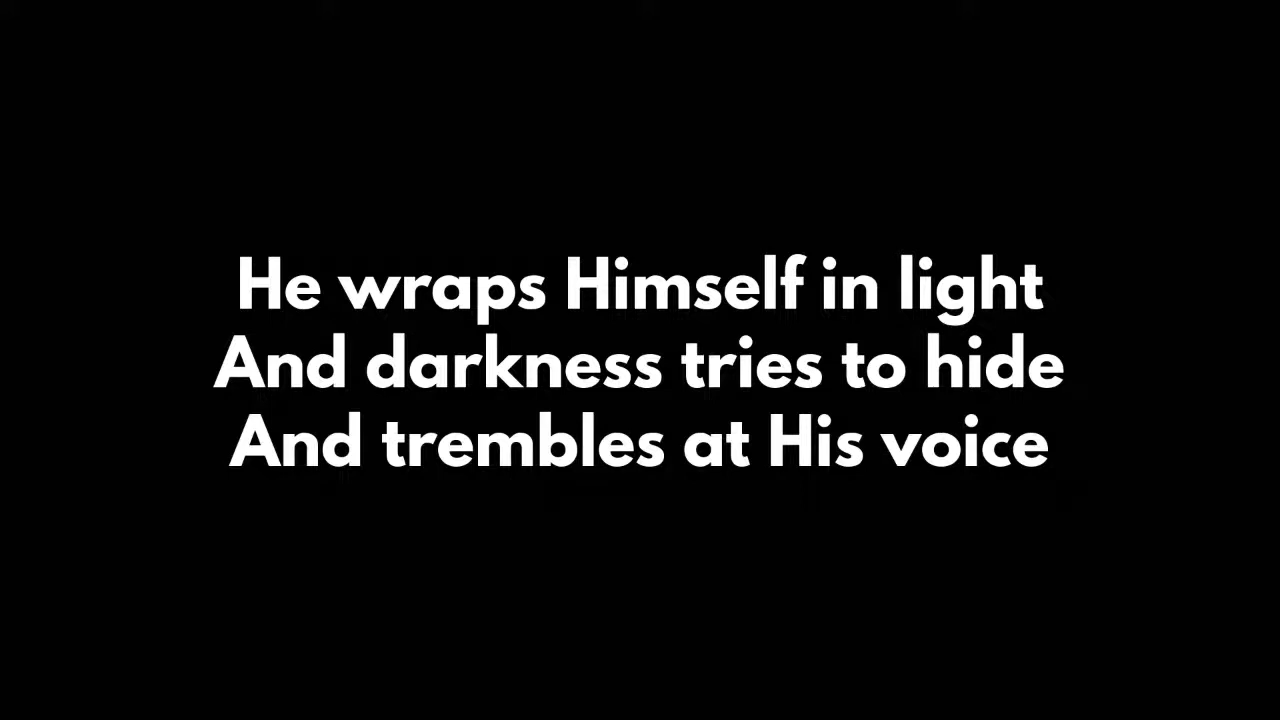 He wraps Himself in light
And darkness tries to hide
And trembles at His voice